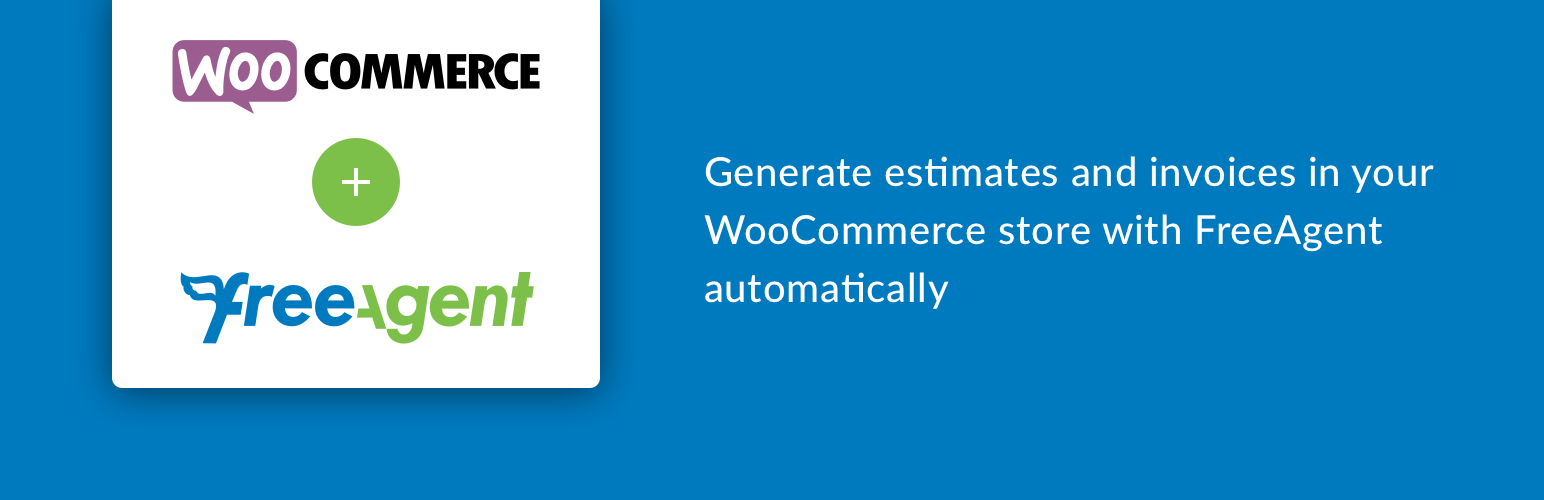 WOO COMMERCE
+
freeAgent
Generate estimates and invoices in your
WooCommerce store with FreeAgent
automatically